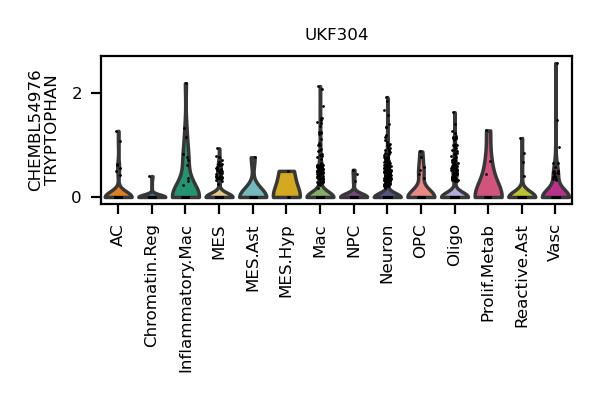 UKF304
CHEMBL54976
TRYPTOPHAN
2
0
AC
Chromatin.Reg
Inflammatory.Mac
MES
MES.Ast
MES.Hyp
Mac
NPC
Neuron
OPC
Oligo
Prolif.Metab
Reactive.Ast
Vasc